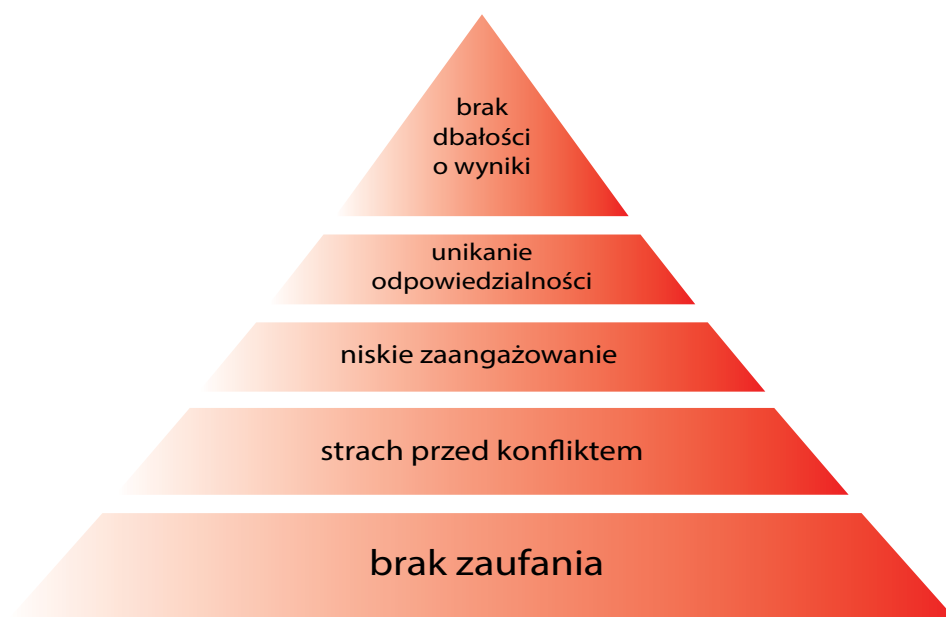 brak
dbałości
o wyniki
unikanie
odpowiedzialności
niskie zaangażowanie
strach przed konfliktem
brak zaufania